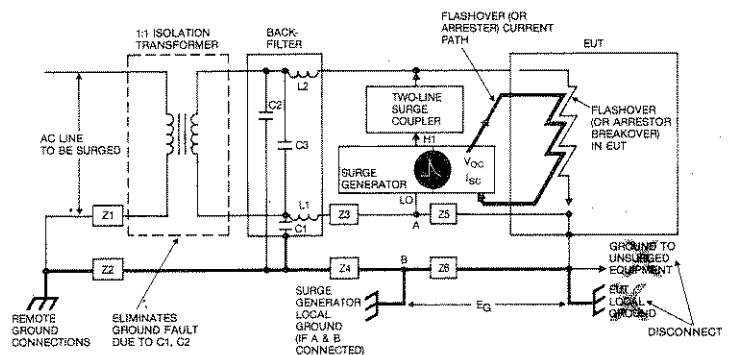 FLASHOVER (OR
ARRESTER) CURRENT
PATH
1:1 ISOLATION
TRANSFORMER
BACK-
FILTER
EUT
L2
C2
TWO-LINE
SURGE
COUPLER
FLASHOVER
(OR ARRESTOR
BREAKOVER)
IN EUT
AC LINE
TO BE SURGED
C3
H1
SURGE
GENERATOR
VOC
ISC
LO
L1
Z1
Z3
A
Z5
C1
Z2
Z4
B
Z6
GROUND TO
UNSURGED
EQUIPMENT
REMOTE
GROUND
CONNECTIONS
ELIMINATES
GROUND FAULT
DUE TO C1, C2
SURGE
GENERATOR
LOCAL
GROUND
(IF A & B
CONNECTED)
EG
EUT
LOCAL
GROUND
DISCONNECT